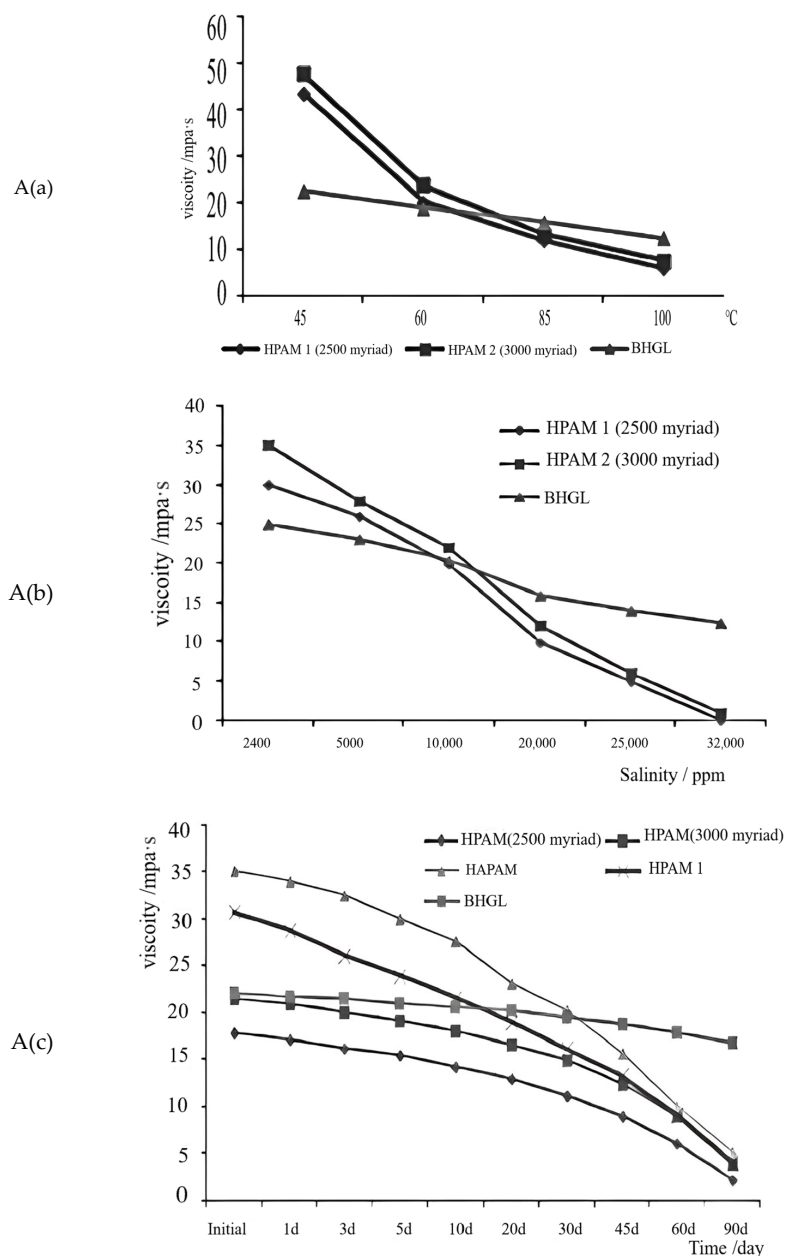 A(a)
viscoity /mpa·s
60
50
40
30
20
10
0
45 60 85 100 ºC
HPAM 1 (2500 myriad) HPAM 2 (3000 myriad) BHGL
A(b)
viscoity /mpa·s
40
35
30
25
20
15
10
5
0
HPAM 1 (2500 myriad)
HPAM 2 (3000 myriad)
BHGL
2400 5000 10,000 20,000 25,000 32,000
Salinity / ppm
A(c)
viscoity /mpa·s
40
35
30
25
20
15
10
5
0
HPAM(2500 myriad) HPAM(3000 myriad)
HAPAM HPAM 1
BHGL
Initial 1d 3d 5d 10d 20d 30d 45d 60d 90d
Time /day